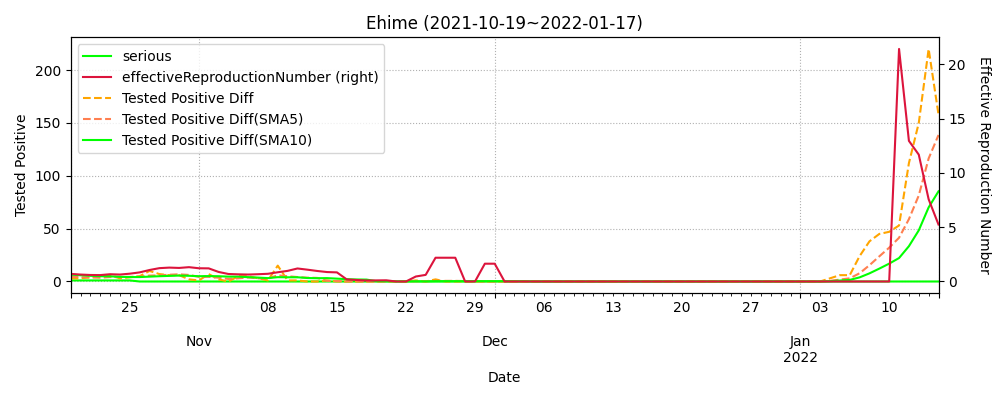 Ehime (2021-10-19~2022-01-17)
serious
effectiveReproductionNumber (right)
Tested Positive Diff
Tested Positive Diff(SMA5)
Tested Positive Diff(SMA10)
Tested Positive
200
150
100
50
0
Effective Reproduction Number
20
15
10
5
0
25 08 15 22 29 06 13 20 27 03 10
Nov Dec Jan
2022
Date